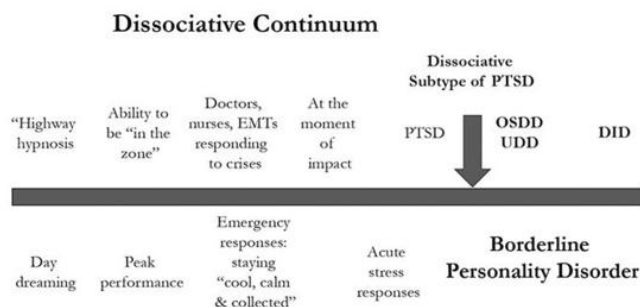 Dissociative Continuum
Dissociative
Subtype of PTSD
"Highway
hypnosis
Ability to
be "in the
zone"
Doctors,
nurses, EMTs
responding
to crises
At the
moment
of
impact
PTSD
OSDD
UDD
DID
Day
dreaming
Peak
performance
Emergency
responses:
staying
"cool, calm
& collected"
Acute
stress
responses
Borderline
Personality Disorder